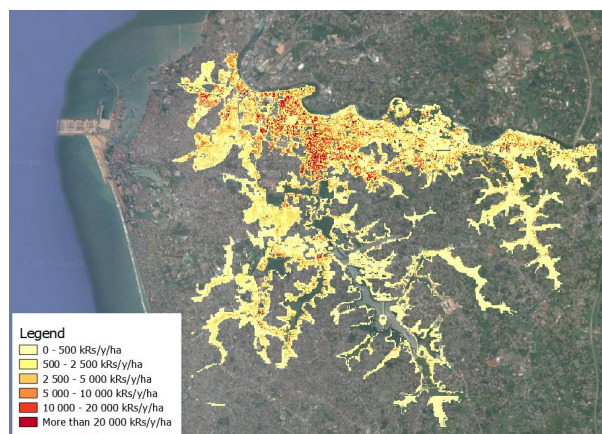 Legend
0 - 500 kRs/y/ha
500 - 2 500 kRs/y/ha
2 500 - 5 000 kRs/y/ha
5 000 - 10 000 kRs/y/ha
10 000 - 20 000 kRs/y/ha
More than 20 000 kRs/y/ha